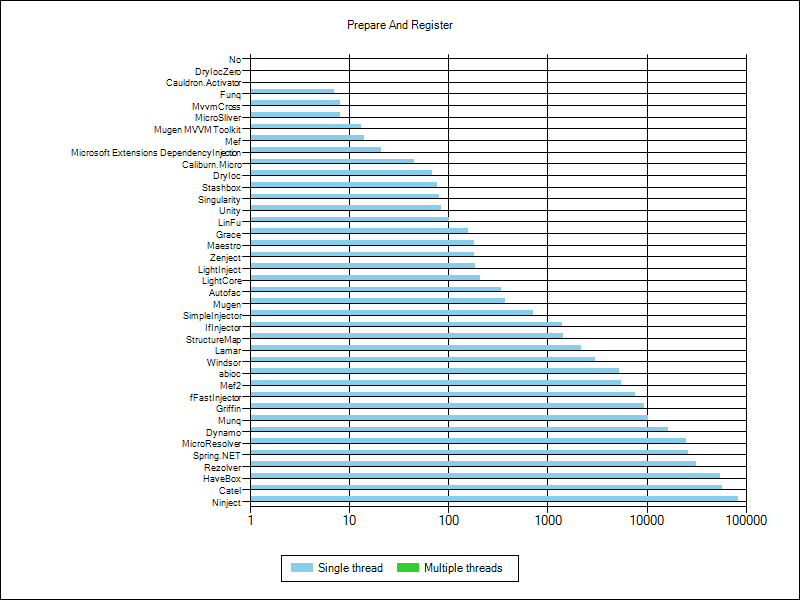 Prepare And Register
No
DryIocZero
Cauldron.Activator
Funq
MvvmCross
MicroSliver
Mugen MVVM Toolkit
Mef
Microsoft Extensions DependencyInjection
Caliburn.Micro
DryIoc
Stashbox
Singularity
Unity
LinFu
Grace
Maestro
Zenject
LightInject
LightCore
Autofac
Mugen
SimpleInjector
IfInjector
StructureMap
Lamar
Windsor
abioc
Mef2
fFastInjector
Griffin
Munq
Dynamo
MicroResolver
Spring.NET
Rezolver
HaveBox
Catel
Ninject
1 10 100 1000 10000 100000
Single thread Multiple threads